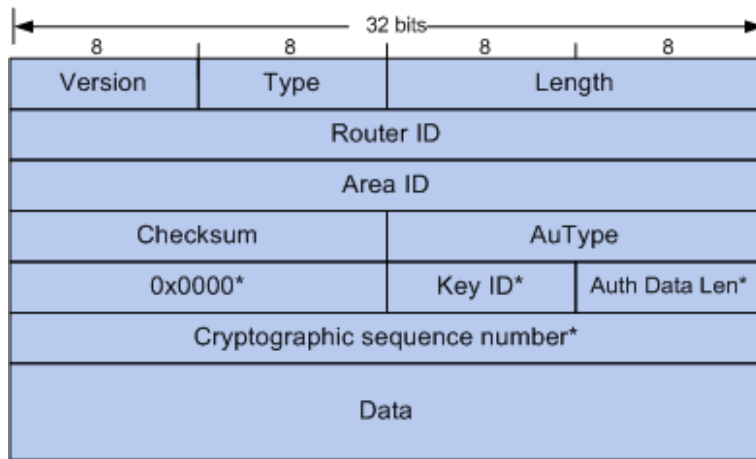 32 bits
8 8 8 8
Version Type Length
Router ID
Area ID
Checksum AuType
0x0000* Key ID* Auth Data Len*
Cryptographic sequence number*
Data